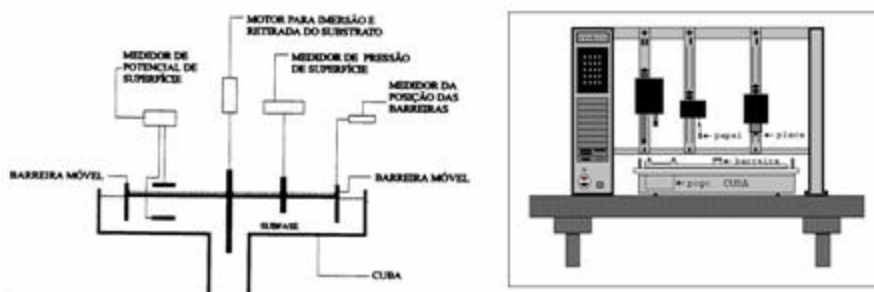 MOTOR PARA IMERSÃO E
RETIRADA DO SUBSTRATO
MEDIDOR DE
POTENCIAL DE
SUPERFÍCIE
MEDIDOR DE PRESSÃO
DE SUPERFÍCIE
MEDIDOR DA
POSIÇÃO DAS
BARREIRAS
BARREIRA MÓVEL
BARREIRA MÓVEL
SUBFASE
CUBA
papel
placa
barreira
poço
CUBA